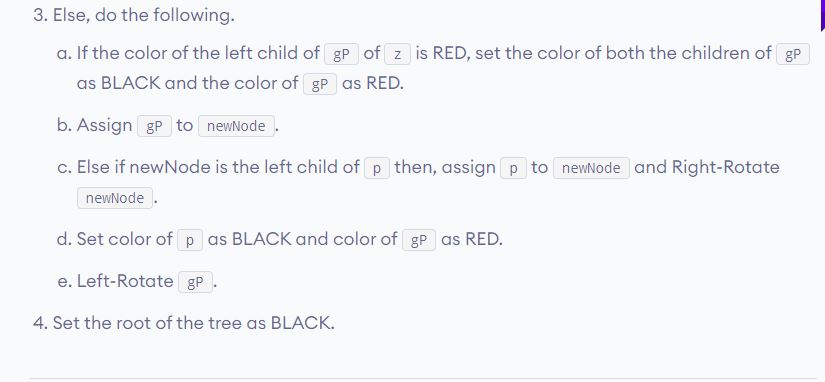 3. Else, do the following.
a. If the color of the left child of gP of z is RED, set the color of both the children of gP
as BLACK and the color of gP as RED.
b. Assign gP to newNode .
c. Else if newNode is the left child of p then, assign p to newNode and Right-Rotate
newNode .
d. Set color of p as BLACK and color of gP as RED.
e. Left-Rotate gP .
4. Set the root of the tree as BLACK.